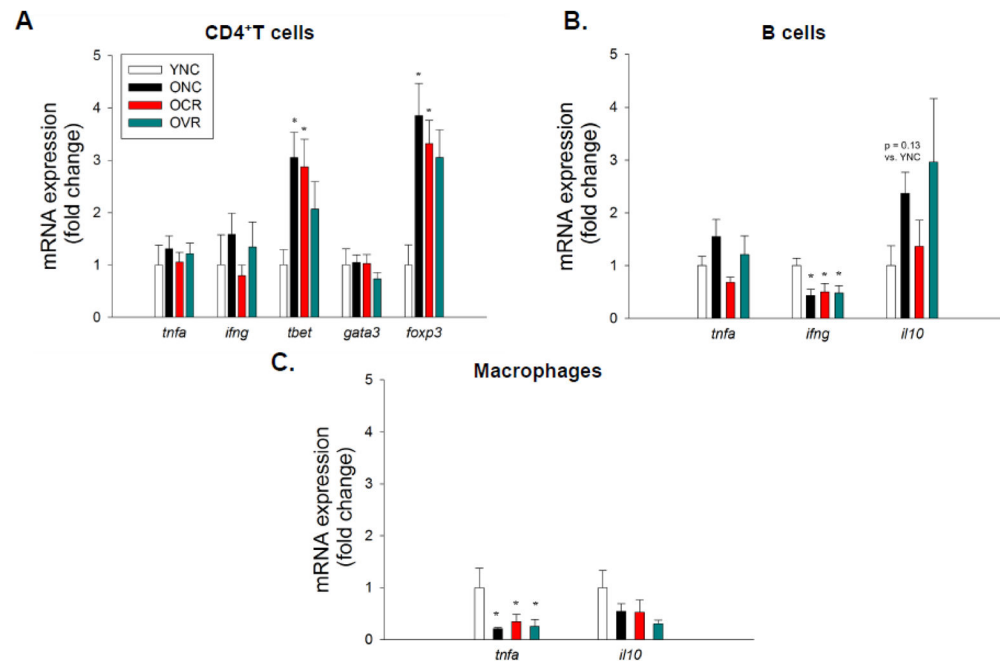 A
CD4⁺T cells
mRNA expression
(fold change)
5
4
3
2
1
0
YNC
ONC
OCR
OVR
*
*
*
*
tnfa
ifng
tbet
gata3
foxp3
B.
B cells
mRNA expression
(fold change)
5
4
3
2
1
0
p = 0.13
vs. YNC
* * *
tnfa
ifng
il10
C.
Macrophages
mRNA expression
(fold change)
5
4
3
2
1
0
* * *
tnfa
il10